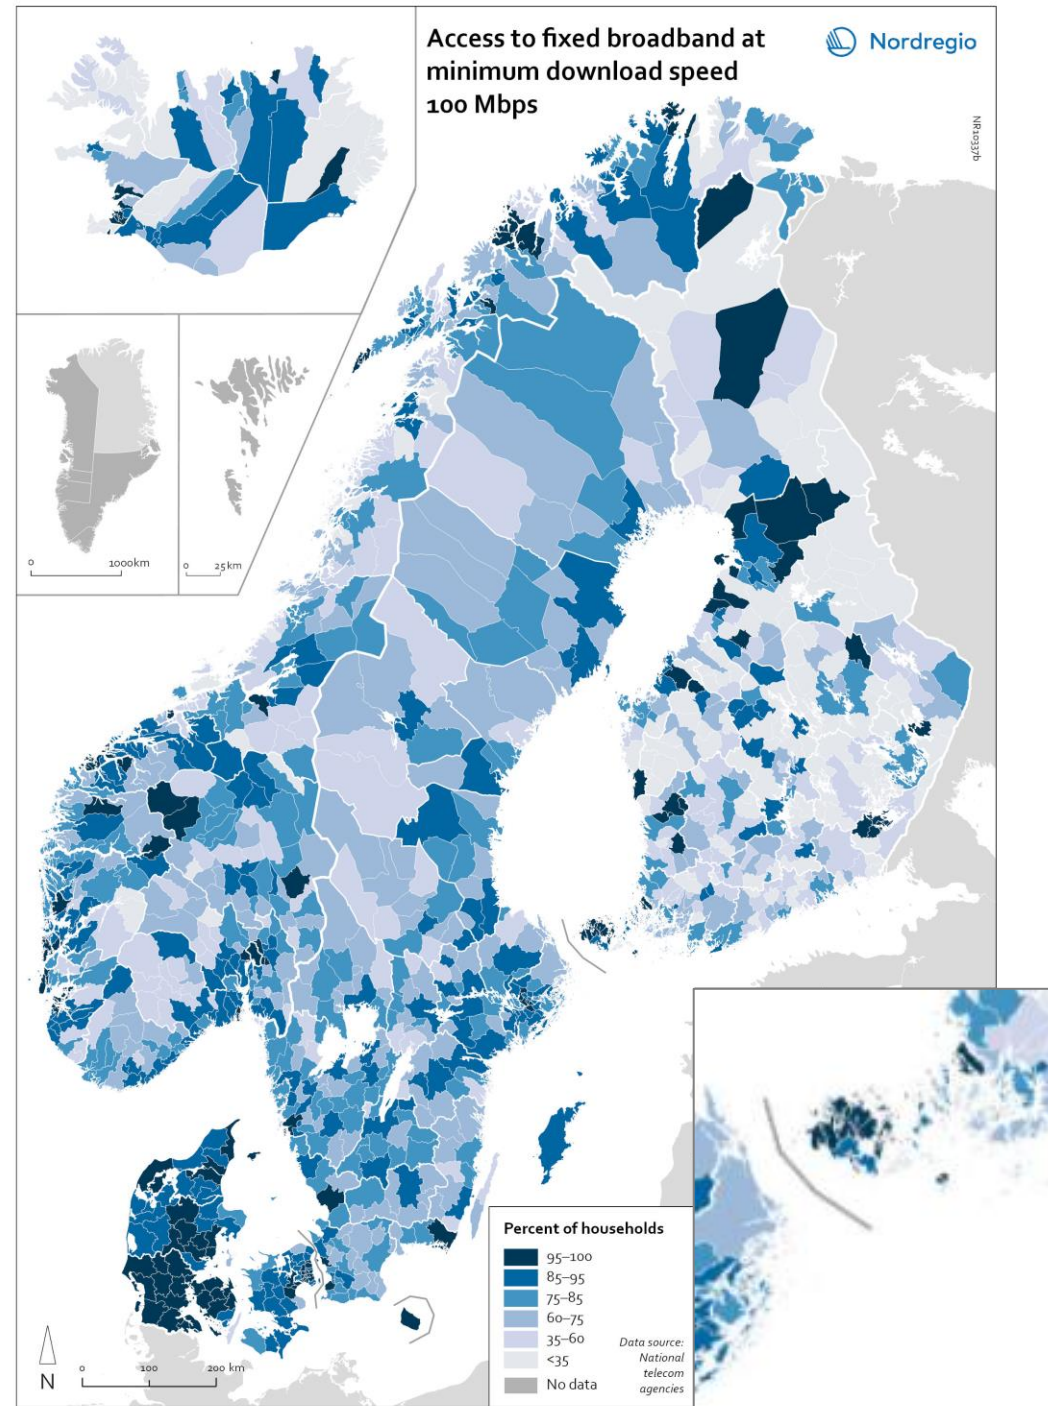 Access to fixed broadband at
minimum download speed
100 Mbps
Nordregio
NR10337b
0 1000km
0 25km
Percent of households
95–100
85–95
75–85
60–75
35–60
<35
No data
Data source:
National
telecom
agencies
N
0 100 200 km